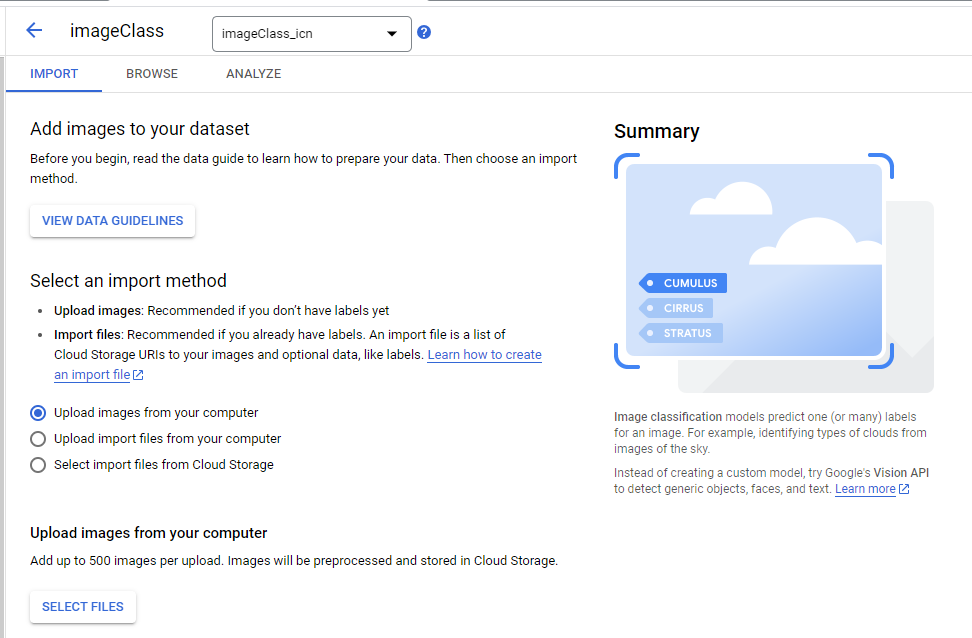 imageClass
imageClass_icn
IMPORT
BROWSE
ANALYZE
Add images to your dataset
Before you begin, read the data guide to learn how to prepare your data. Then choose an import
method.
VIEW DATA GUIDELINES
Select an import method
• Upload images: Recommended if you don't have labels yet
• Import files: Recommended if you already have labels. An import file is a list of
Cloud Storage URIs to your images and optional data, like labels. Learn how to create
an import file
Upload images from your computer
Upload import files from your computer
Select import files from Cloud Storage
Upload images from your computer
Add up to 500 images per upload. Images will be preprocessed and stored in Cloud Storage.
SELECT FILES
Summary
CUMULUS
CIRRUS
STRATUS
Image classification models predict one (or many) labels
for an image. For example, identifying types of clouds from
images of the sky.
Instead of creating a custom model, try Google's Vision API
to detect generic objects, faces, and text. Learn more